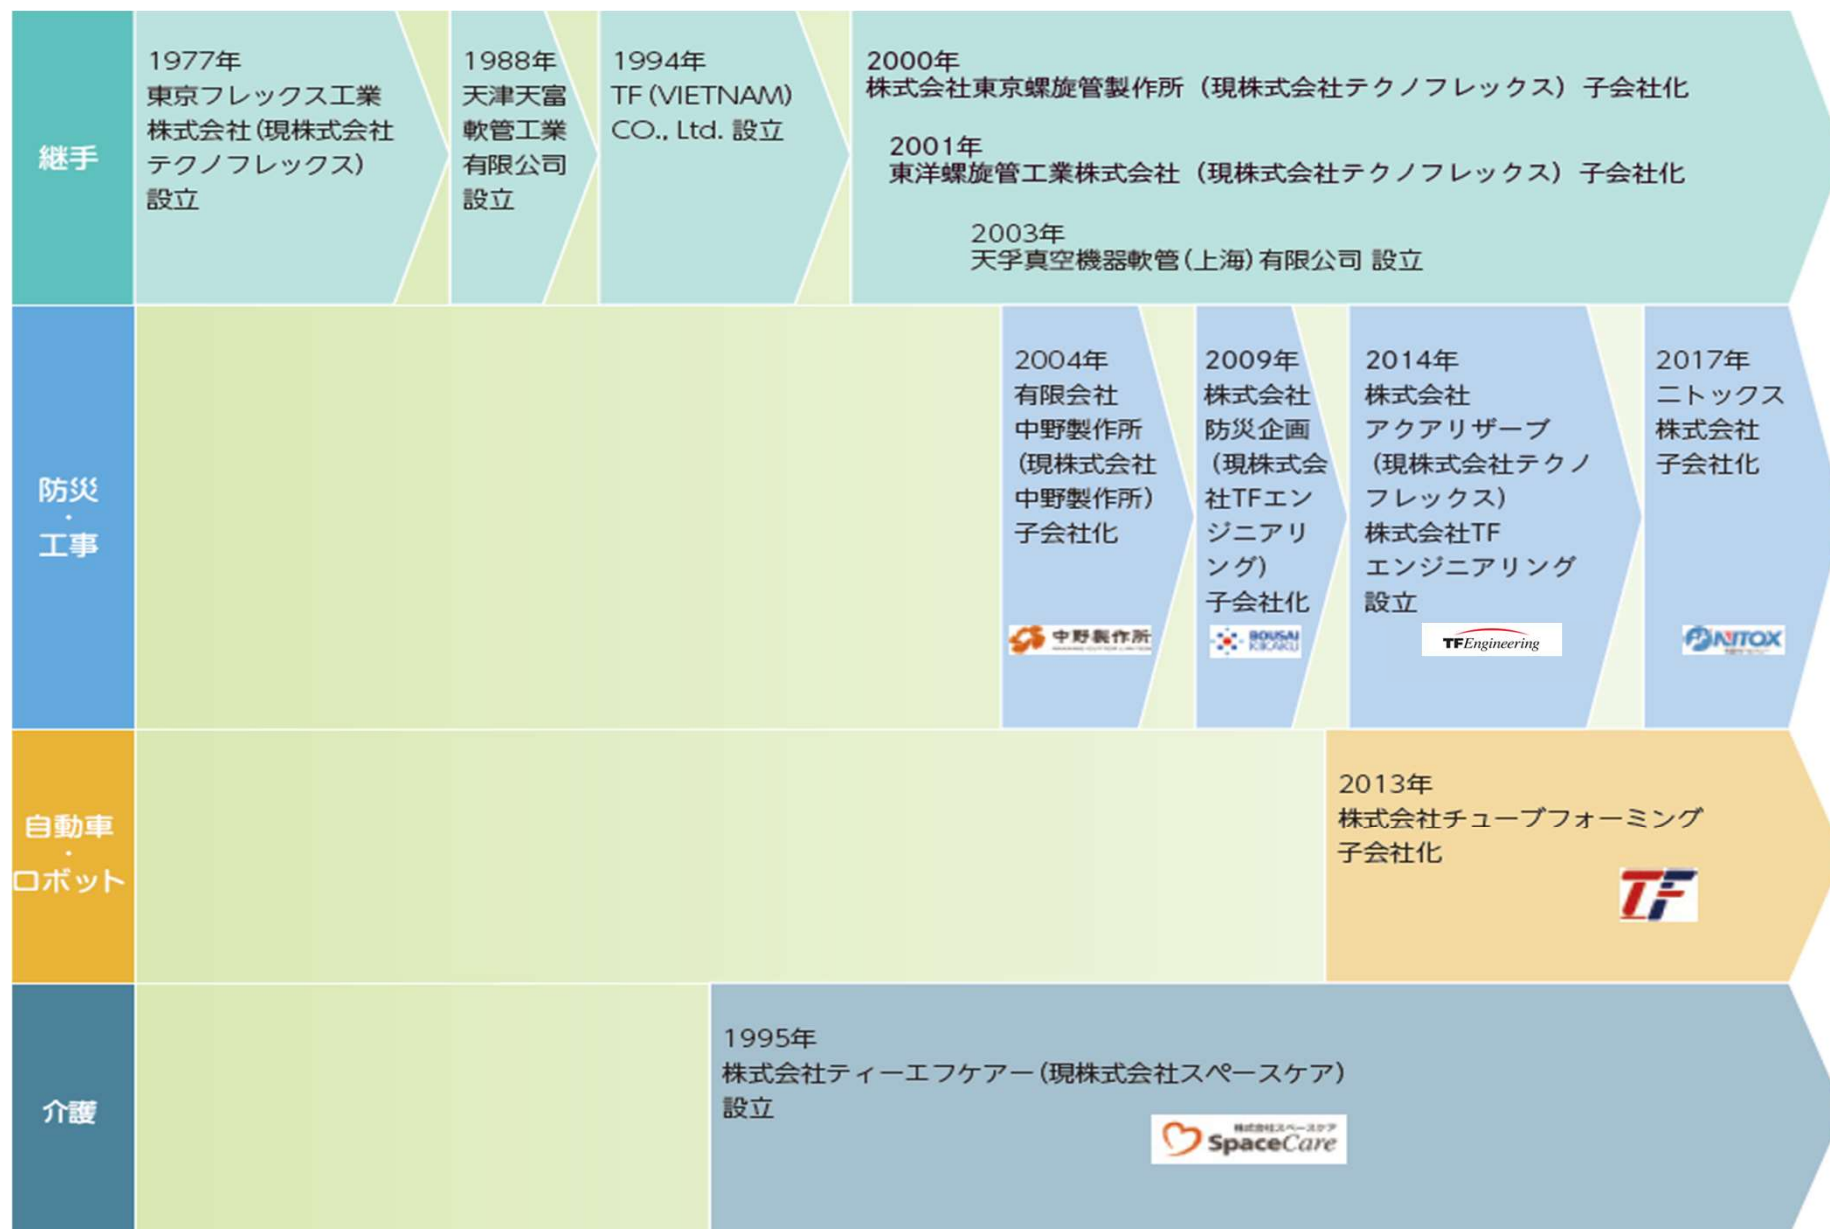 継手
1977年
東京フレックス工業
株式会社(現株式会社
テクノフレックス)
設立
1988年
天津天富
軟管工業
有限公司
設立
1994年
TF(VIETNAM)
CO., Ltd. 設立
2000年
株式会社東京螺旋管製作所（現株式会社テクノフレックス）子会社化
2001年
東洋螺旋管工業株式会社（現株式会社テクノフレックス）子会社化
2003年
天孚真空機器軟管(上海)有限公司 設立
防災
・
工事
2004年
有限会社
中野製作所
(現株式会社
中野製作所)
子会社化
中野製作所
2009年
株式会社
防災企画
(現株式会
社TFエン
ジニアリ
ング)
子会社化
BOUSAI
KIKAKU
2014年
株式会社
アクアリザーブ
(現株式会社テクノ
フレックス)
株式会社TF
エンジニアリング
設立
TFEngineering
2017年
ニトックス
株式会社
子会社化
NITOX
自動車
・
ロボット
2013年
株式会社チューブフォーミング
子会社化
TF
介護
1995年
株式会社ティーエフケアー(現株式会社スペースケア)
設立
株式会社スペースケア
SpaceCare